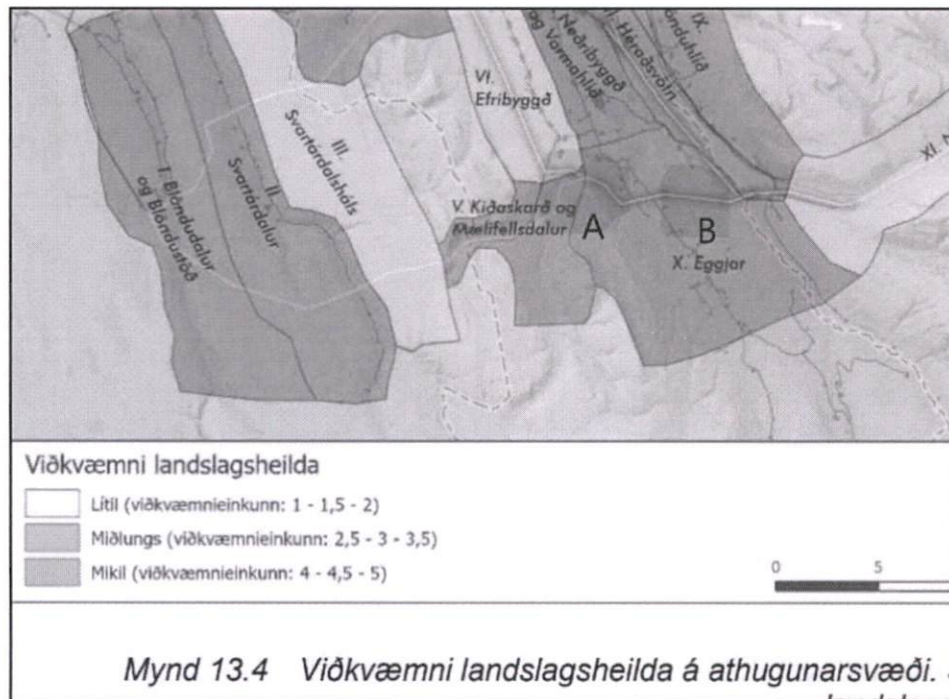 VI.
Efribyggð
Neðribyggð
og Varmahlíð
Héraðsvötn
IX.
III.
Svartárdalsháls
I. Blöndudalur
og Blöndustöð
II.
Svartárdalur
V. Kiðaskarð og
Mælifellsdalur
A
B
X. Eggjar
XI.
Viðkvæmni landslagsheilda
Lítil (viðkvæmnieinkunn: 1 - 1,5 - 2)
Miðlungs (viðkvæmnieinkunn: 2,5 - 3 - 3,5)
Mikil (viðkvæmnieinkunn: 4 - 4,5 - 5)
0 5
Mynd 13.4 Viðkvæmni landslagsheilda á athugunarsvæði.